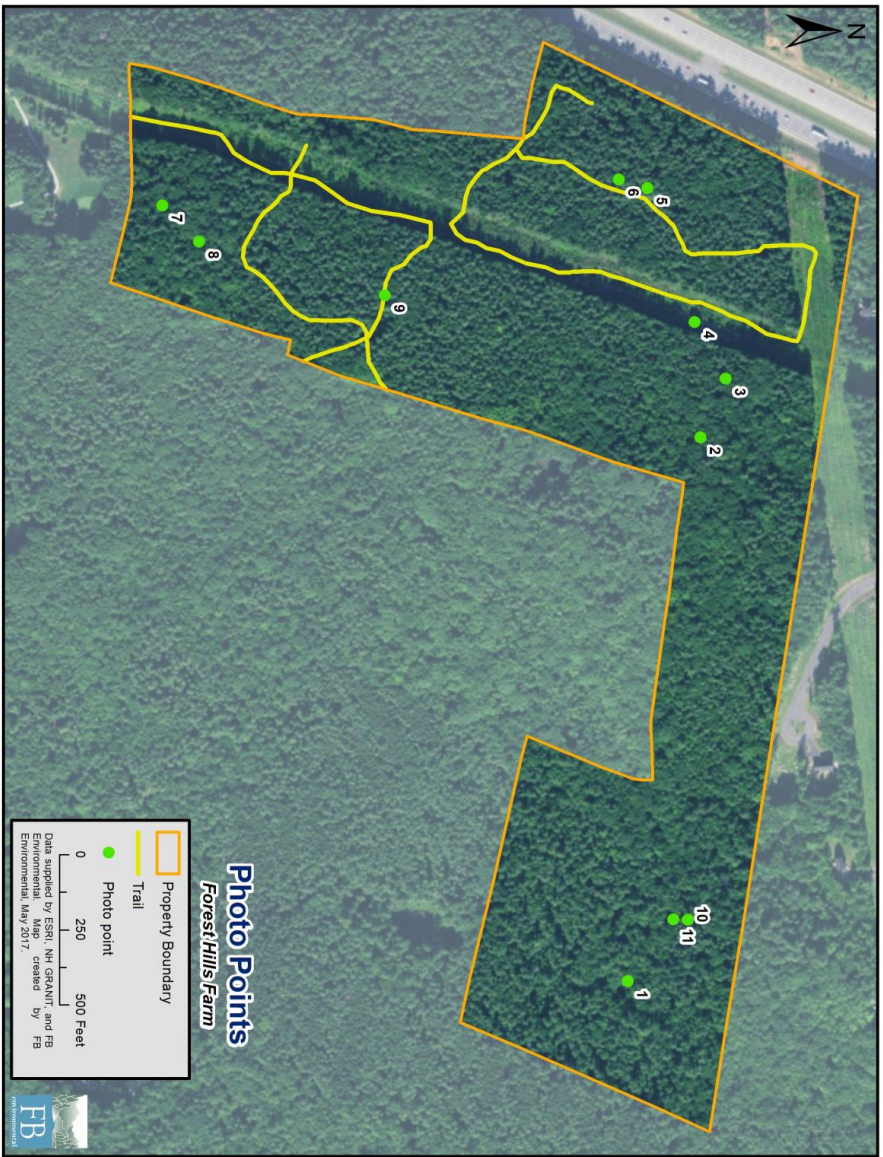 N
5
6
4
3
2
7
8
9
10
11
1
Photo Points
Forest Hills Farm
Property Boundary
Trail
Photo point
0 250 500 Feet
Data supplied by ESRI, NH GRANIT, and FB
Environmental. Map created by FB
Environmental, May 2017.
FB
environmental